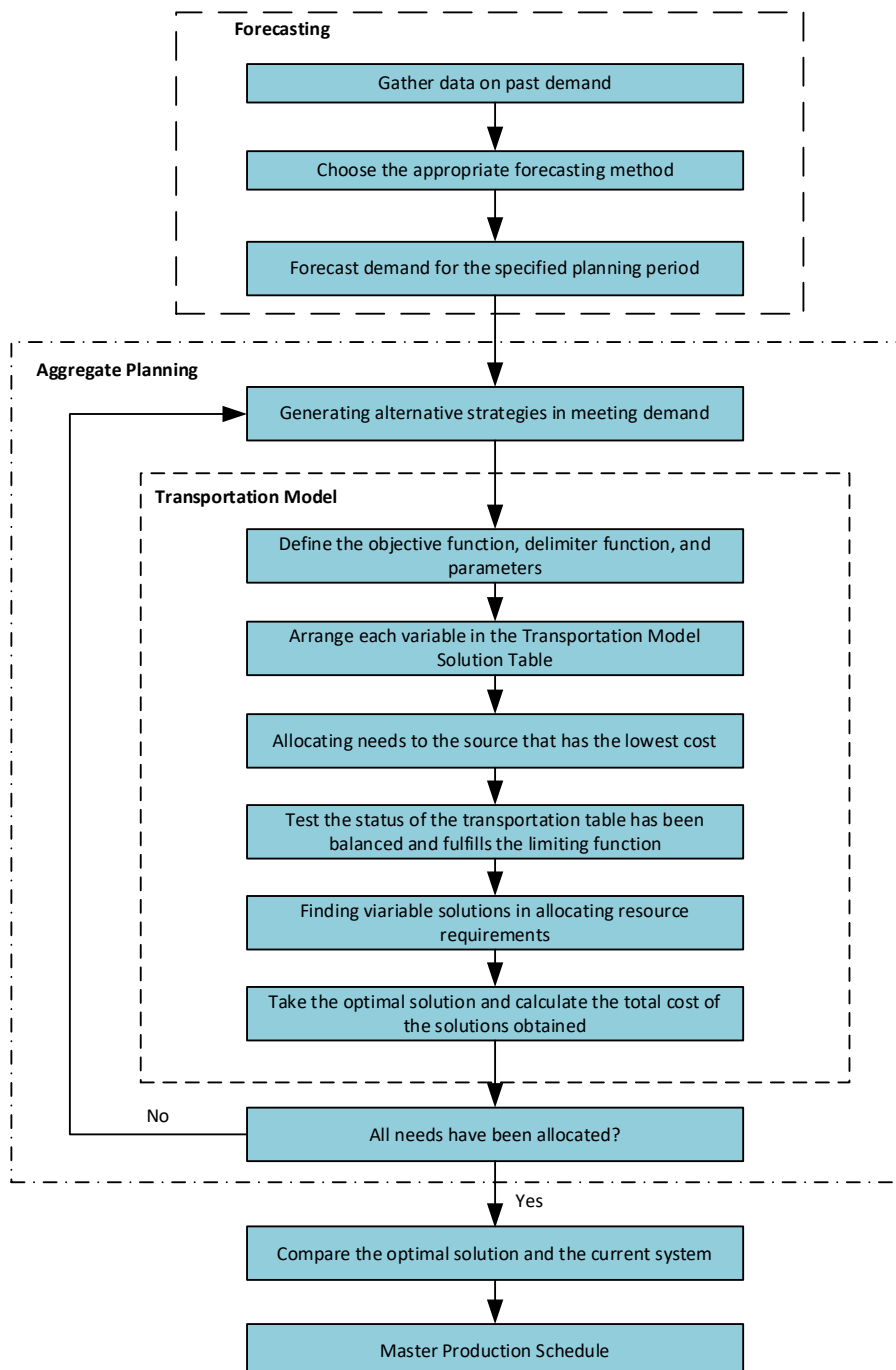 Forecasting
Gather data on past demand
Choose the appropriate forecasting method
Forecast demand for the specified planning period
Aggregate Planning
Generating alternative strategies in meeting demand
Transportation Model
Define the objective function, delimiter function, and
parameters
Arrange each variable in the Transportation Model
Solution Table
Allocating needs to the source that has the lowest cost
Test the status of the transportation table has been
balanced and fulfills the limiting function
Finding viariable solutions in allocating resource
requirements
Take the optimal solution and calculate the total cost of
the solutions obtained
No
All needs have been allocated?
Yes
Compare the optimal solution and the current system
Master Production Schedule